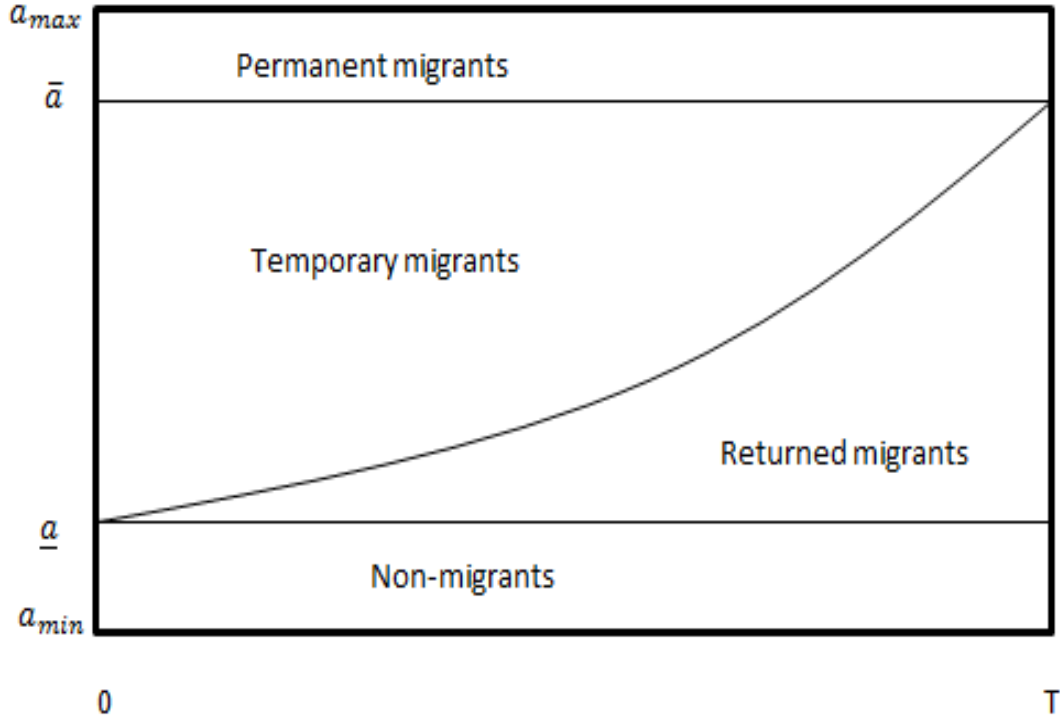 a_max
Permanent migrants
ā
Temporary migrants
Returned migrants
a̲
Non-migrants
a_min
0 T